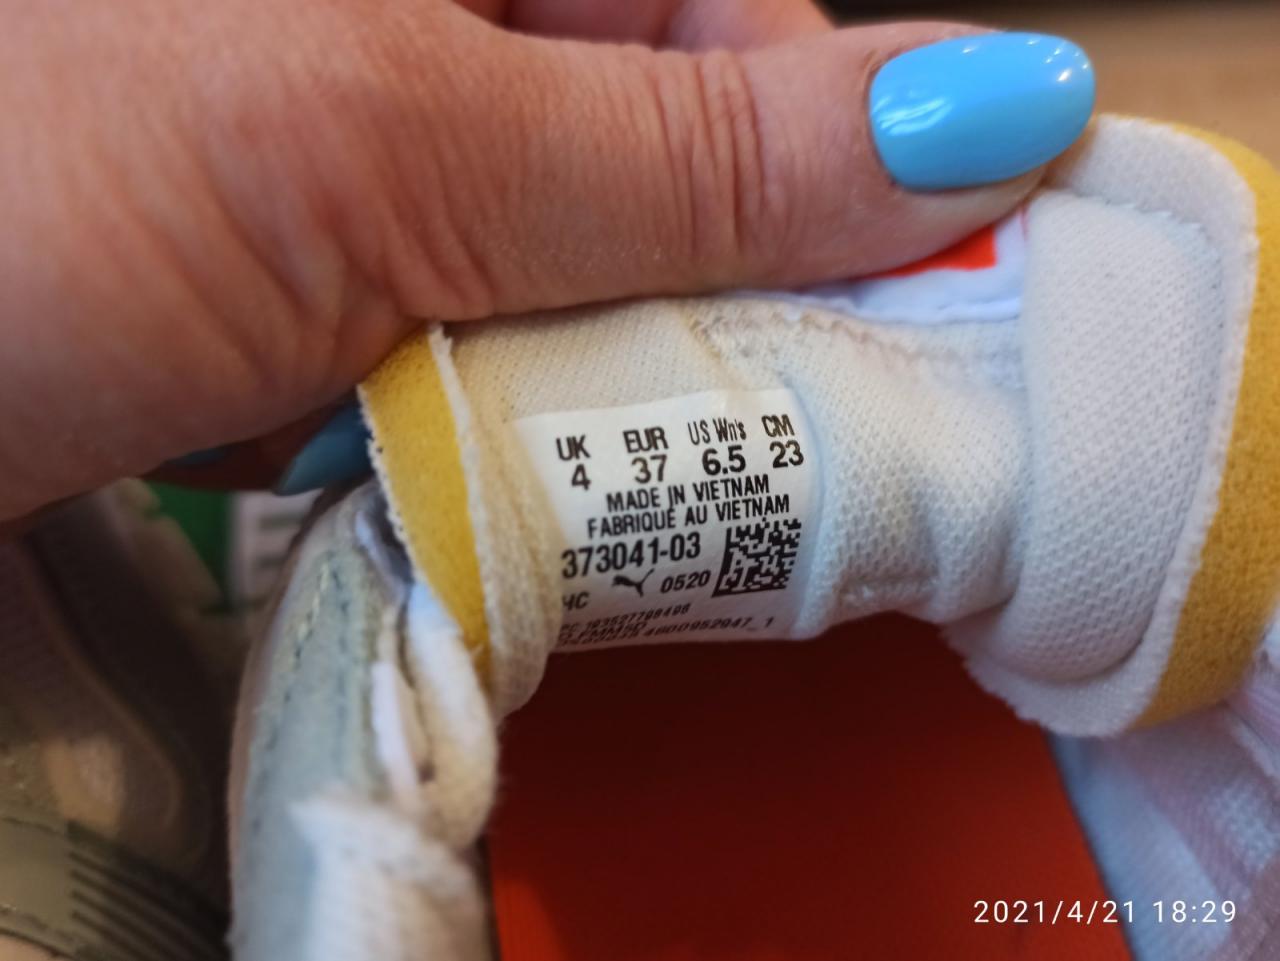 UK EUR US Wn's CM
4 37 6.5 23
MADE IN VIETNAM
FABRIQUÉ AU VIETNAM
373041-03
HC 0520
2021/4/21 18:29